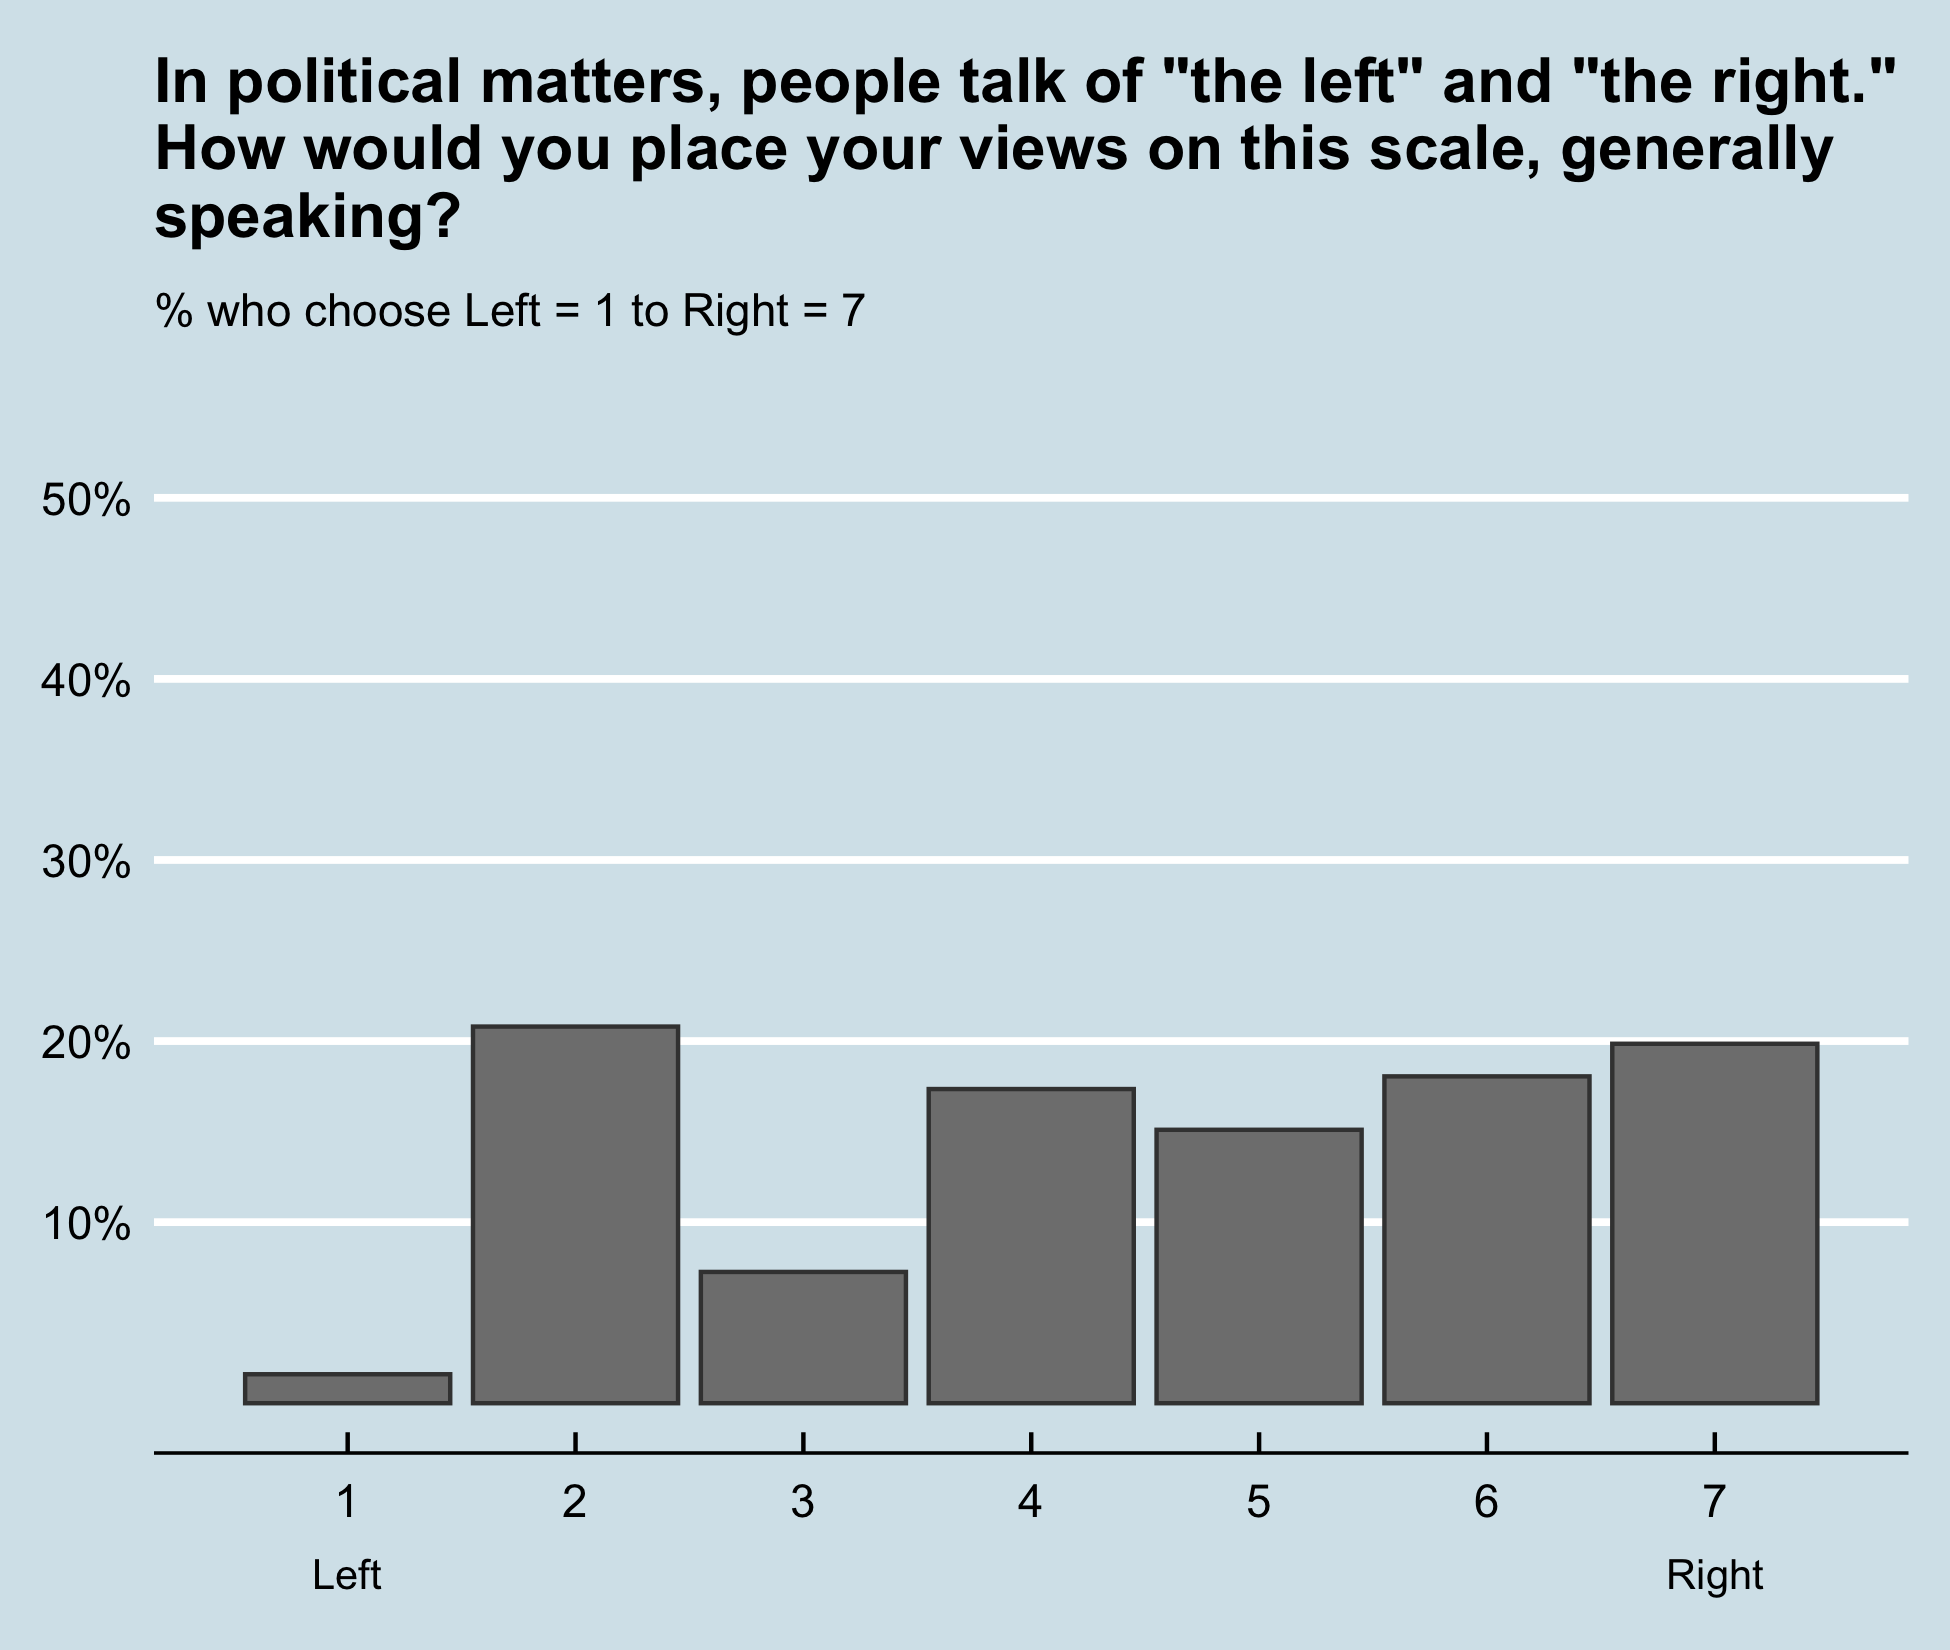 In political matters, people talk of "the left" and "the right."
How would you place your views on this scale, generally
speaking?
% who choose Left = 1 to Right = 7
50%
40%
30%
20%
10%
1 2 3 4 5 6 7
Left Right